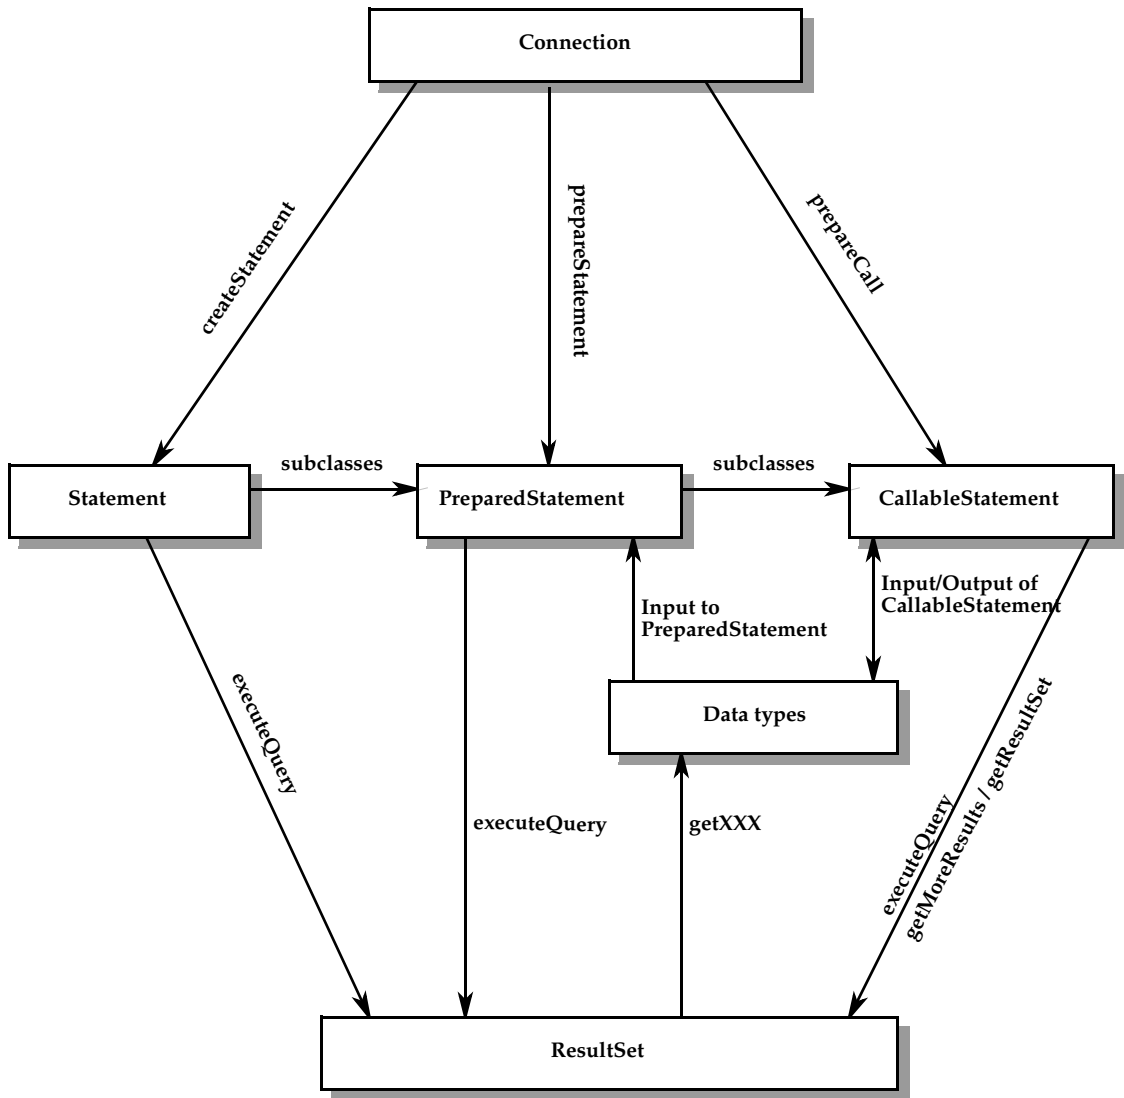 Connection
createStatement
prepareStatement
prepareCall
subclasses
subclasses
Statement
PreparedStatement
CallableStatement
Input/Output of
CallableStatement
Input to
PreparedStatement
executeQuery
Data types
executeQuery
getXXX
executeQuery
getMoreResults / getResultSet
ResultSet